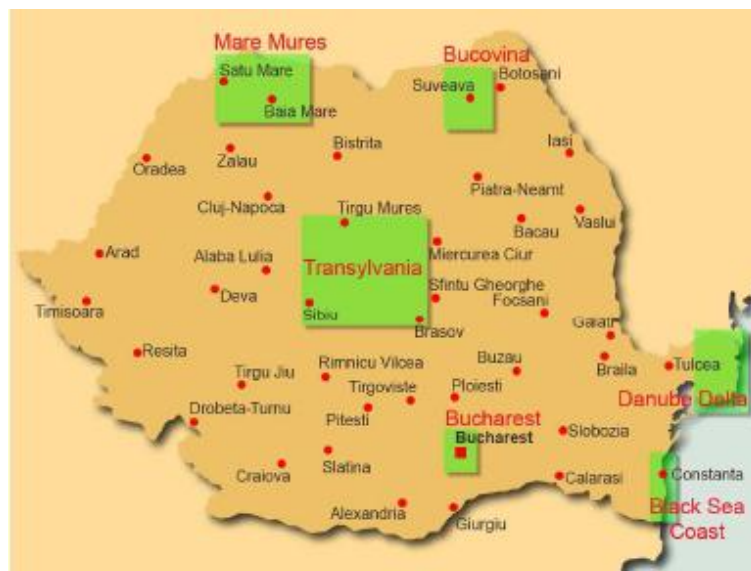 Mare Mures
Bucovina
Satu Mare
Botosani
Suveava
Baia Mare
Iasi
Bistrita
Zalau
Oradea
Piatra-Neamt
Cluj-Napoca
Tirgu Mures
Vaslui
Bacau
Arad
Alaba Lulia
Miercurea Ciur
Transylvania
Deva
Sfintu Gheorghe
Timisoara
Sibiu
Focsani
Brasov
Galati
Resita
Rimnicu Vilcea
Buzau
Braila
Tulcea
Tirgu Jiu
Tirgoviste
Ploiesti
Danube Delta
Drobeta-Turnu
Pitesti
Bucharest
Bucharest
Slobozia
Slatina
Craiova
Calarasi
Constanta
Alexandria
Giurgiu
Black Sea
Coast